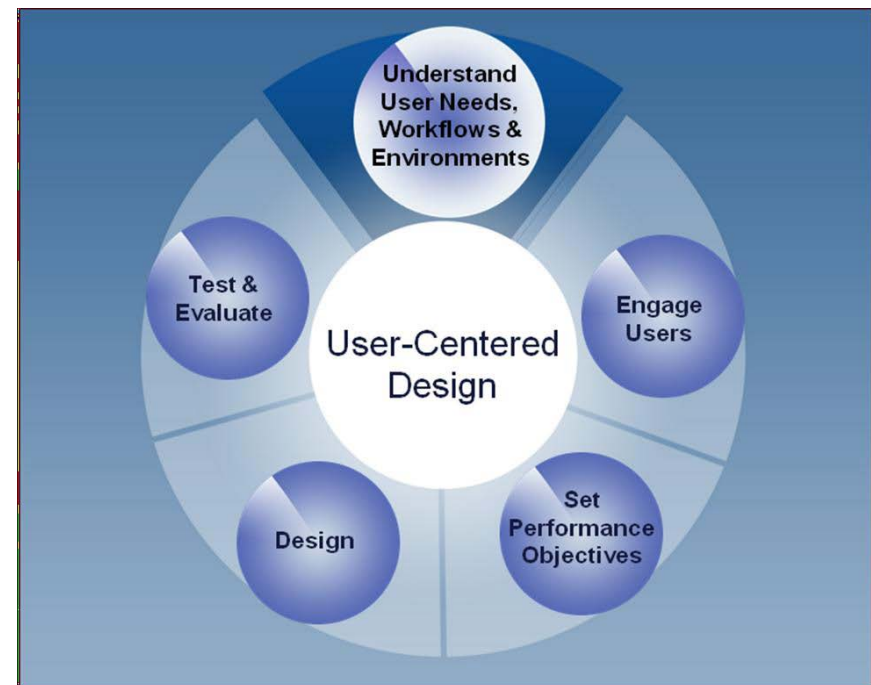 Understand
User Needs,
Workflows &
Environments
Engage
Users
Set
Performance
Objectives
Design
Test &
Evaluate
User-Centered
Design